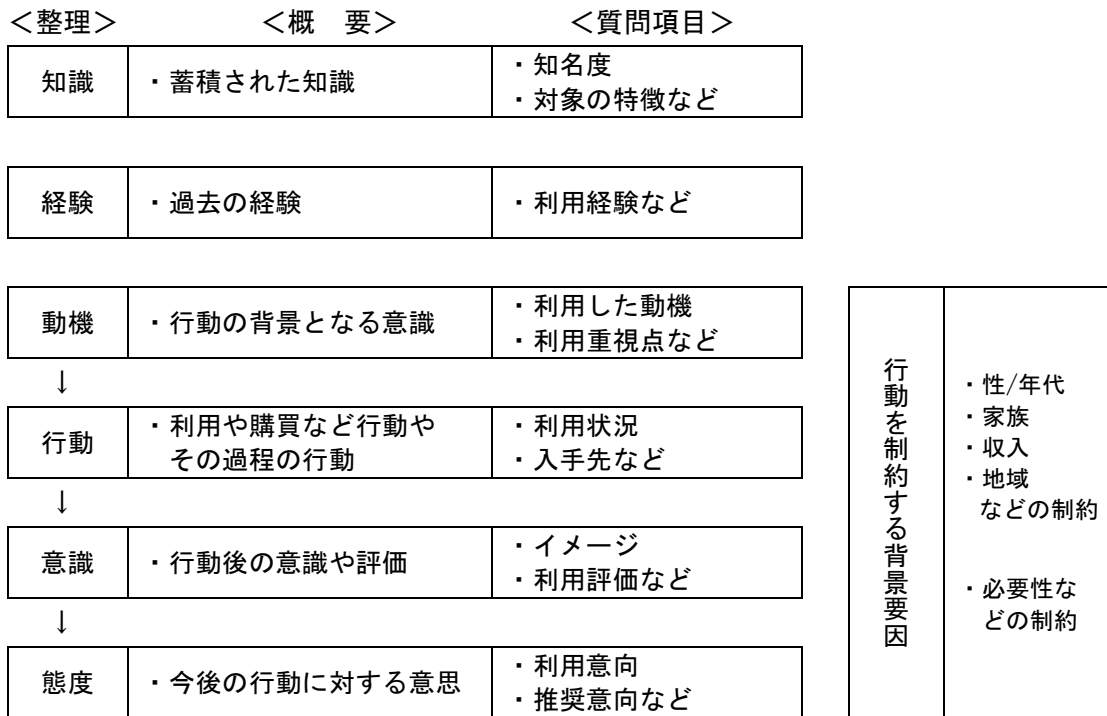 ＜整理＞　＜概　要＞　＜質問項目＞
知識　・蓄積された知識　・知名度
・対象の特徴など
経験　・過去の経験　・利用経験など
動機　・行動の背景となる意識　・利用した動機
・利用重視点など
↓
行動　・利用や購買など行動や
その過程の行動
・利用状況
・入手先など
↓
意識　・行動後の意識や評価　・イメージ
・利用評価など
↓
態度　・今後の行動に対する意思　・利用意向
・推奨意向など
行動を制約する背景要因
・性/年代
・家族
・収入
・地域
などの制約
・必要性な
どの制約